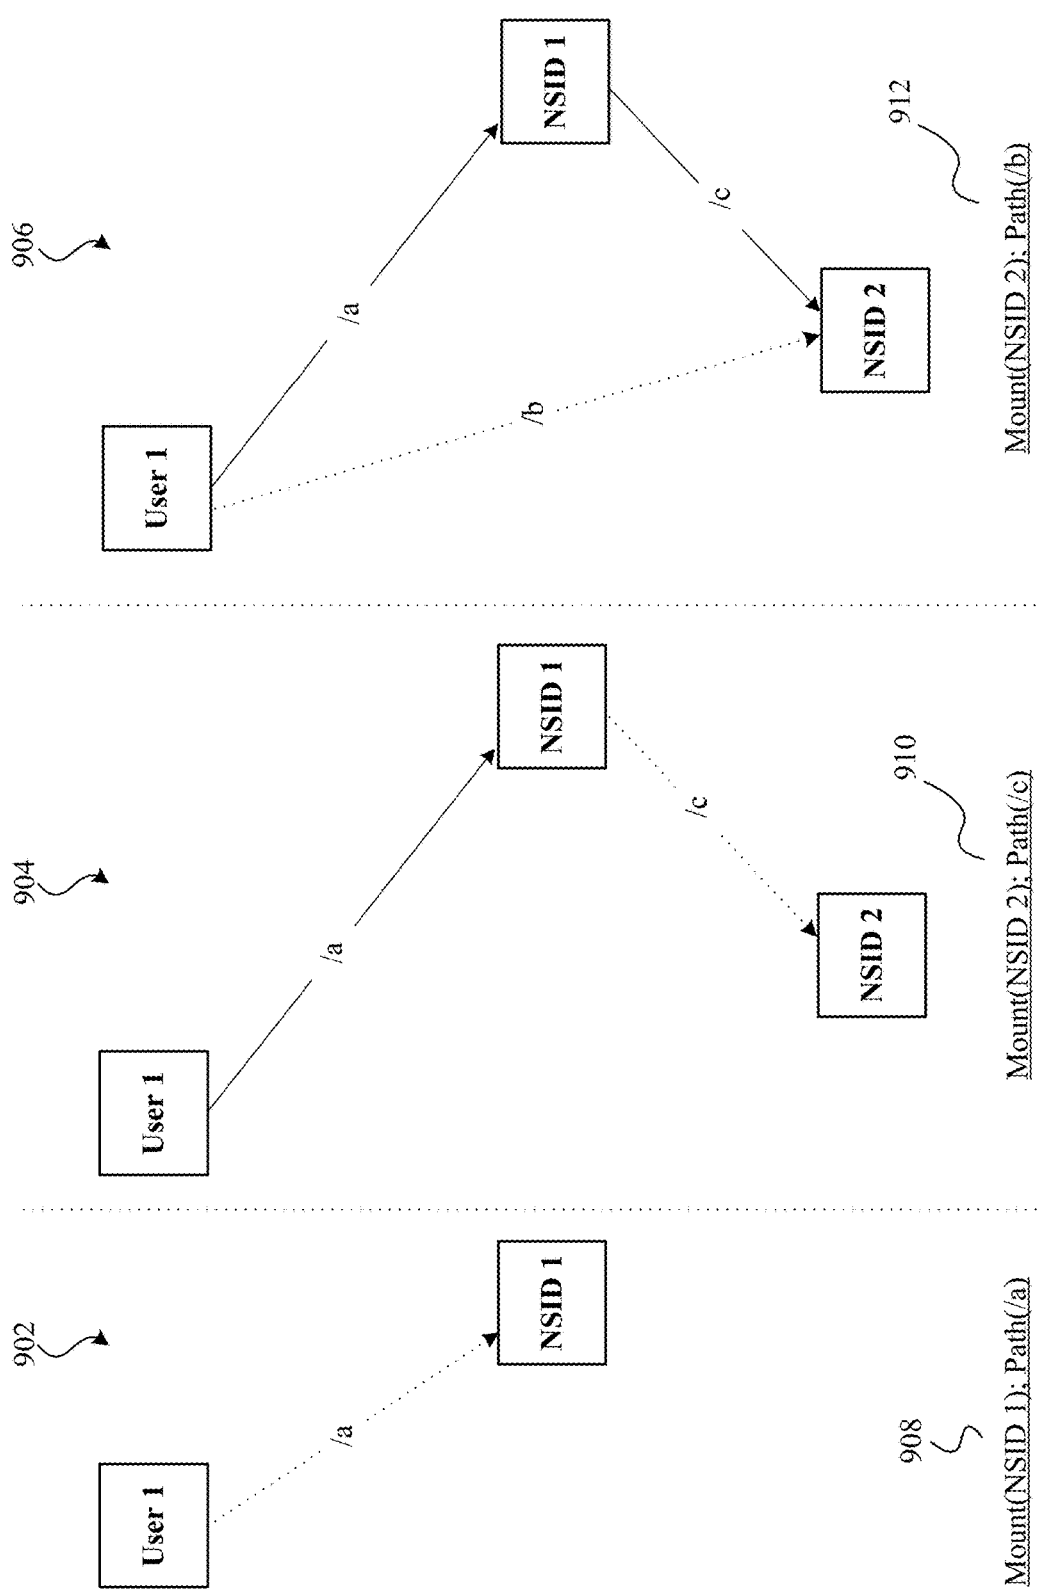 902
User 1
/a
NSID 1
908
Mount(NSID 1); Path(/a)
904
User 1
/a
NSID 1
/c
NSID 2
910
Mount(NSID 2); Path(/c)
906
User 1
/a
NSID 1
/b
/c
NSID 2
912
Mount(NSID 2); Path(/b)